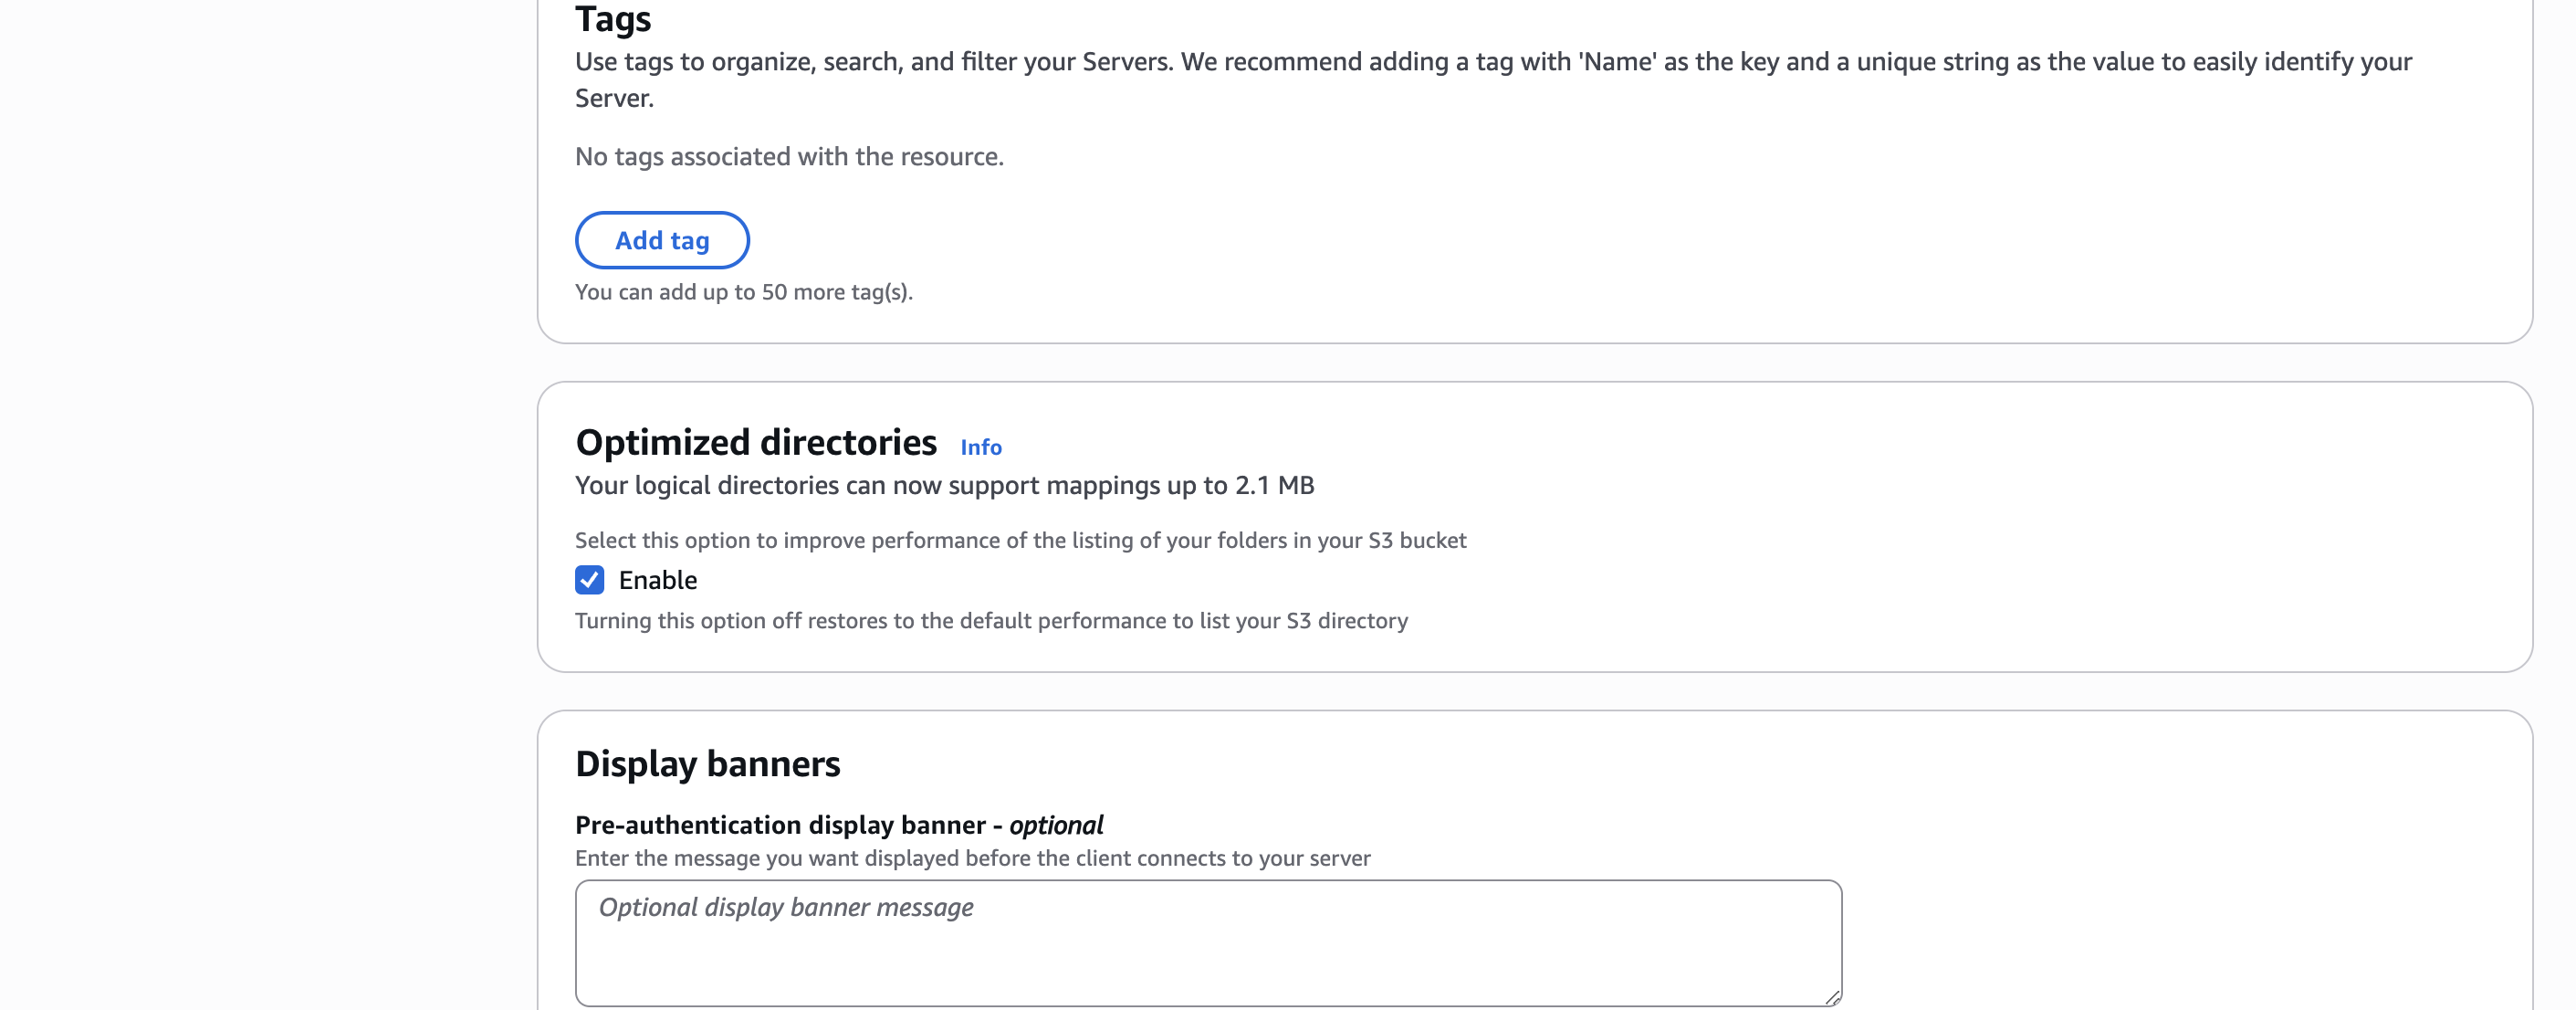 Tags
Use tags to organize, search, and filter your Servers. We recommend adding a tag with 'Name' as the key and a unique string as the value to easily identify your
Server.
No tags associated with the resource.
Add tag
You can add up to 50 more tag(s).
Optimized directories Info
Your logical directories can now support mappings up to 2.1 MB
Select this option to improve performance of the listing of your folders in your S3 bucket
Enable
Turning this option off restores to the default performance to list your S3 directory
Display banners
Pre-authentication display banner - optional
Enter the message you want displayed before the client connects to your server
Optional display banner message